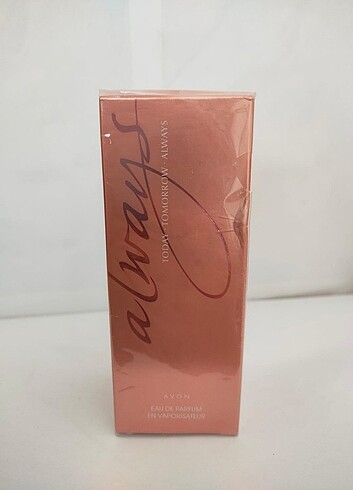 always
TODAY · TOMORROW · ALWAYS
AVON
EAU DE PARFUM
EN VAPORISATEUR